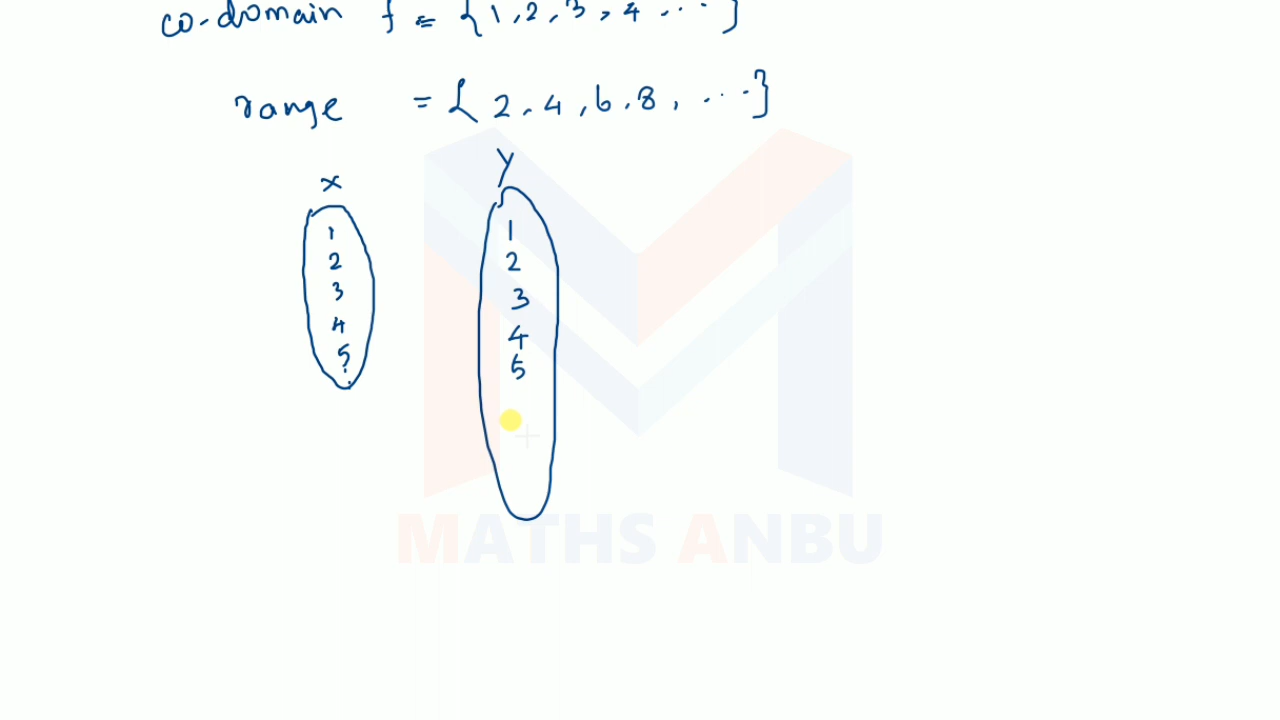 co-domain f = {1, 2, 3, 4 ...}
range = { 2, 4, 6, 8, ...}
x y
1 1
2 2
3 3
4 4
5 5
MATHS ANBU